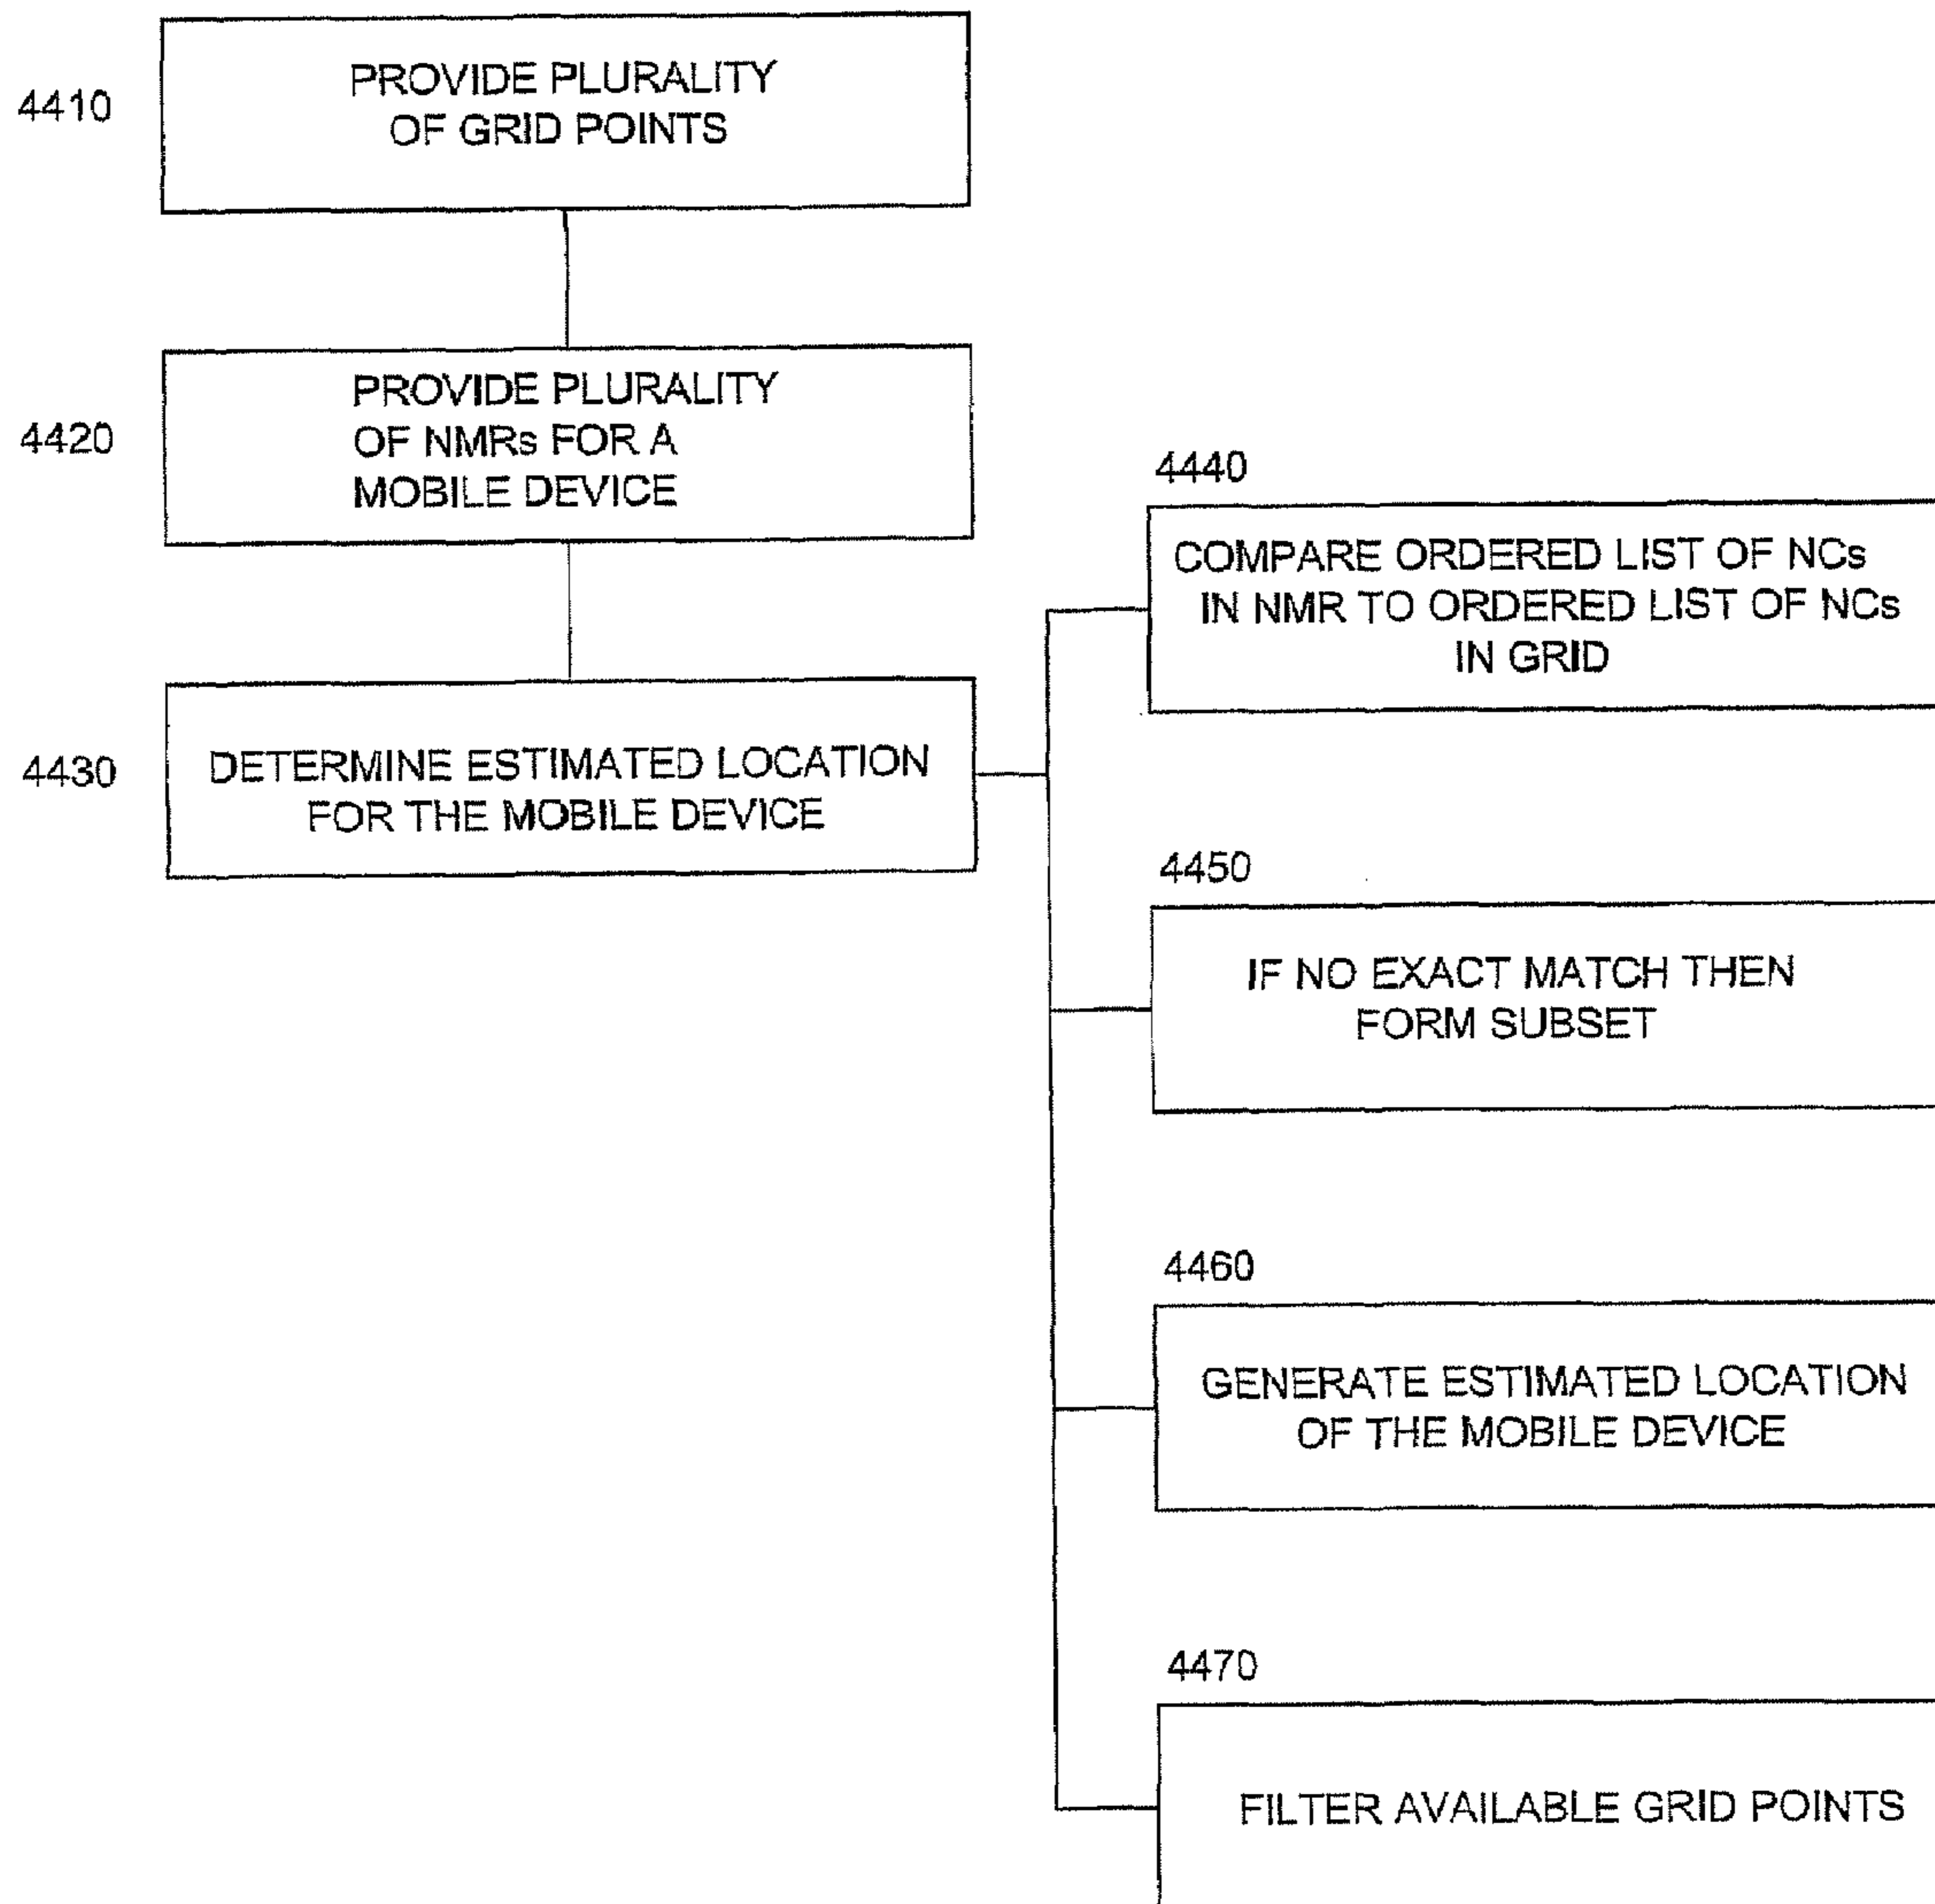 4410
PROVIDE PLURALITY
OF GRID POINTS
4420
PROVIDE PLURALITY
OF NMRs FOR A
MOBILE DEVICE
4430
DETERMINE ESTIMATED LOCATION
FOR THE MOBILE DEVICE
4440
COMPARE ORDERED LIST OF NCs
IN NMR TO ORDERED LIST OF NCs
IN GRID
4450
IF NO EXACT MATCH THEN
FORM SUBSET
4460
GENERATE ESTIMATED LOCATION
OF THE MOBILE DEVICE
4470
FILTER AVAILABLE GRID POINTS